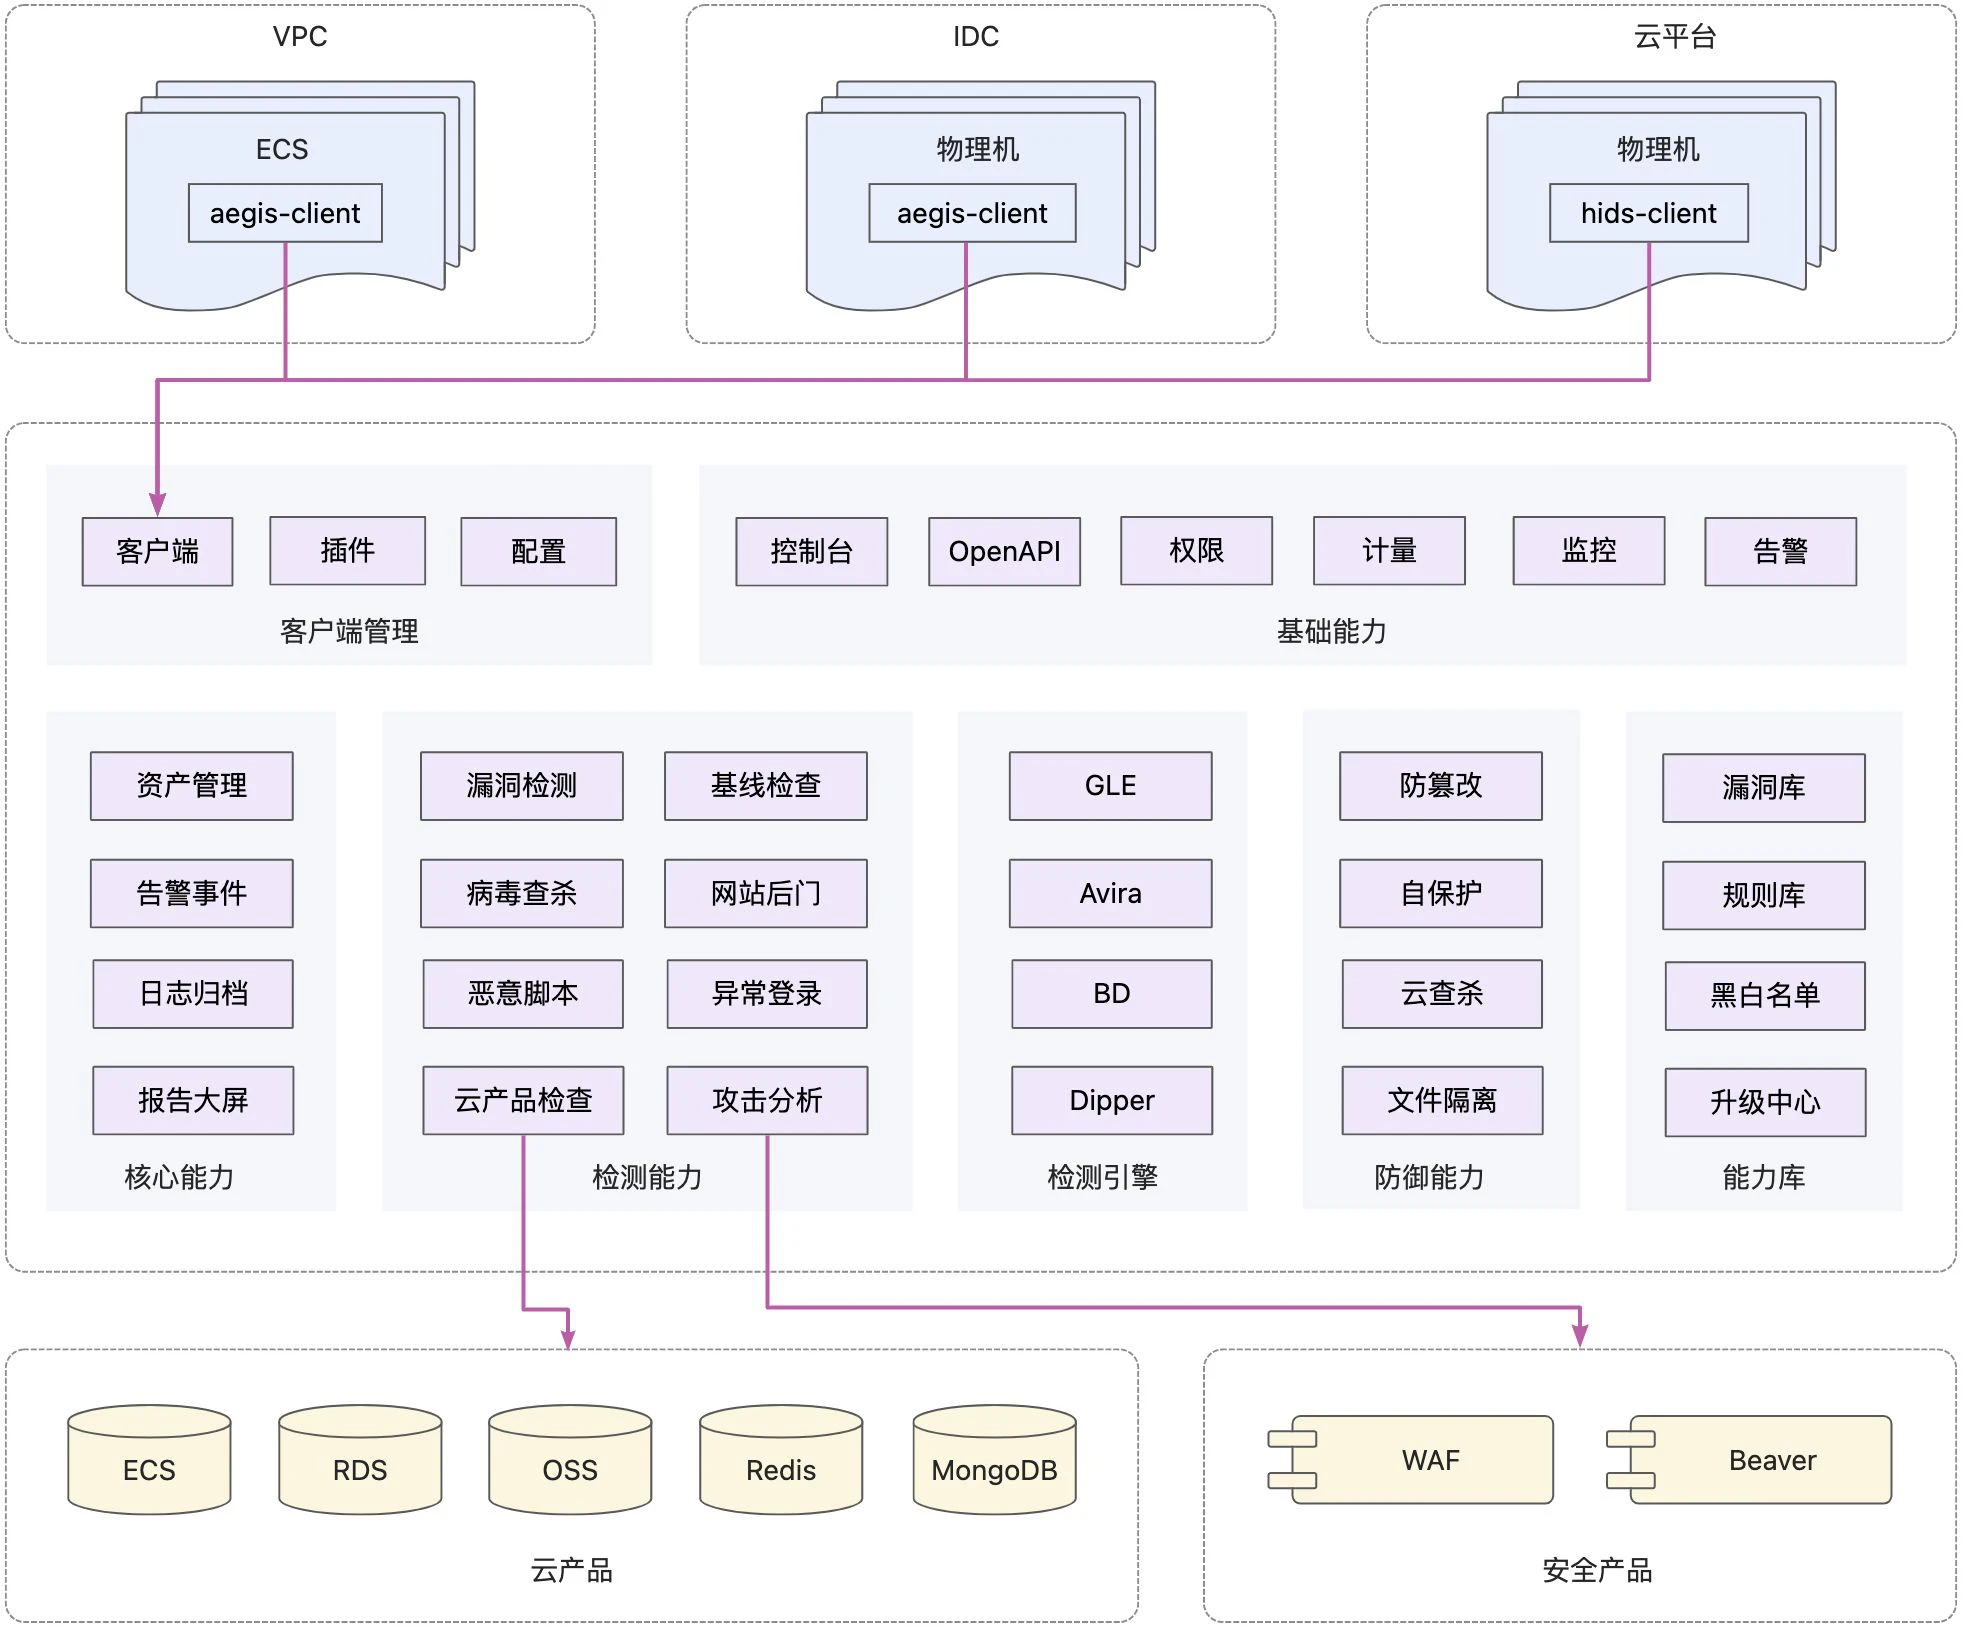 VPC
IDC
云平台
ECS
物理机
物理机
aegis-client
aegis-client
hids-client
客户端
插件
配置
客户端管理
控制台
OpenAPI
权限
计量
监控
告警
基础能力
资产管理
告警事件
日志归档
报告大屏
核心能力
漏洞检测
基线检查
病毒查杀
网站后门
恶意脚本
异常登录
云产品检查
攻击分析
检测能力
GLE
Avira
BD
Dipper
检测引擎
防篡改
自保护
云查杀
文件隔离
防御能力
漏洞库
规则库
黑白名单
升级中心
能力库
ECS
RDS
OSS
Redis
MongoDB
云产品
WAF
Beaver
安全产品